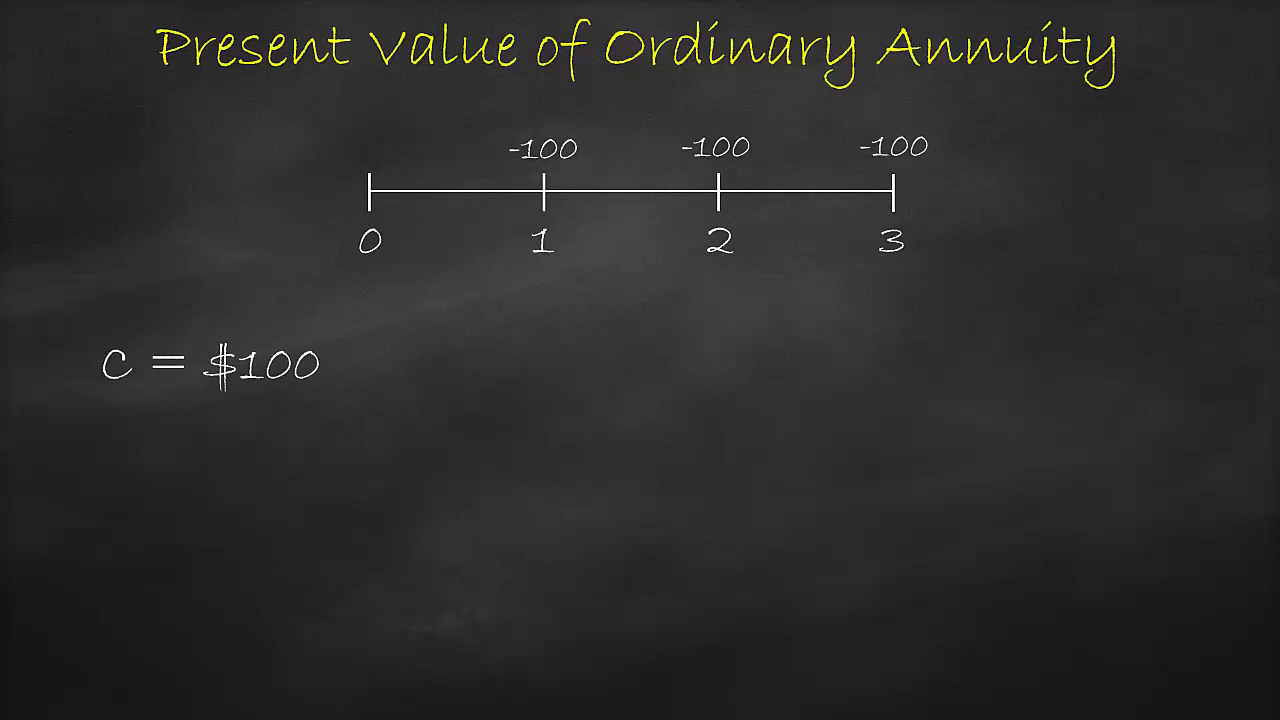 Present Value of Ordinary Annuity
-100 -100 -100
0 1 2 3
C = $100